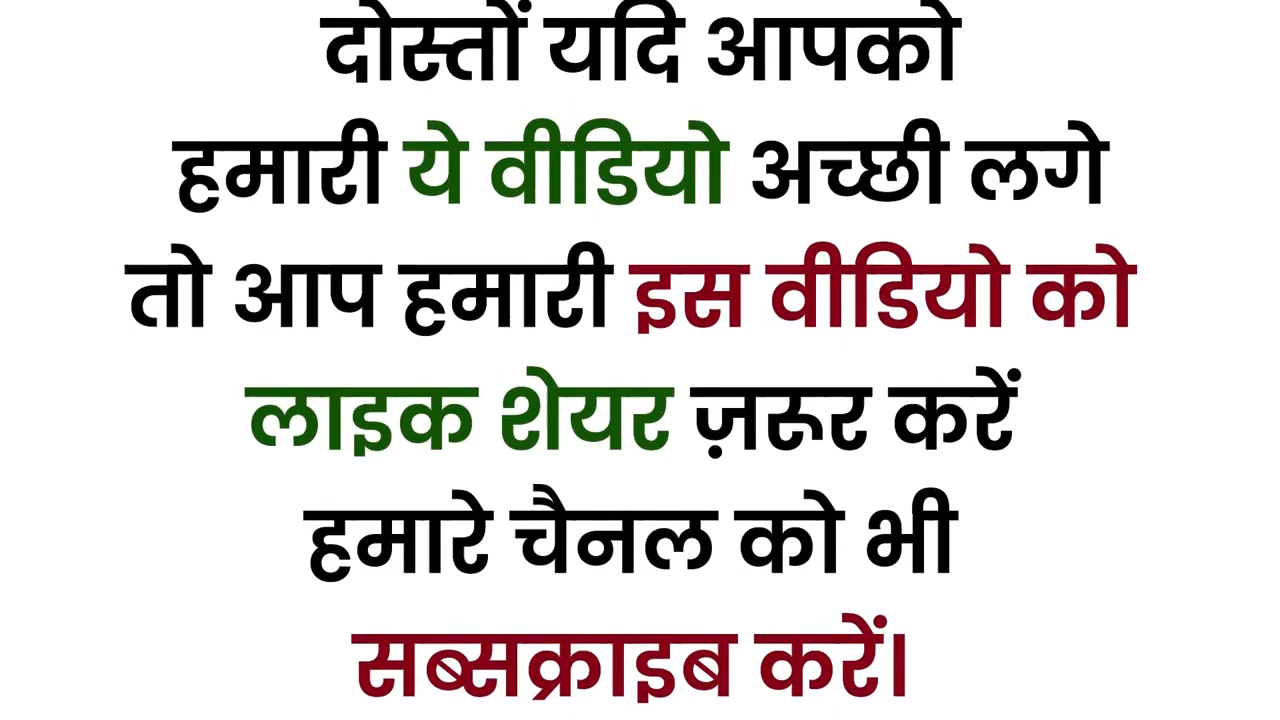 दोस्तों यदि आपको
हमारी ये वीडियो अच्छी लगे
तो आप हमारी इस वीडियो को
लाइक शेयर ज़रूर करें
हमारे चैनल को भी
सब्सक्राइब करें।